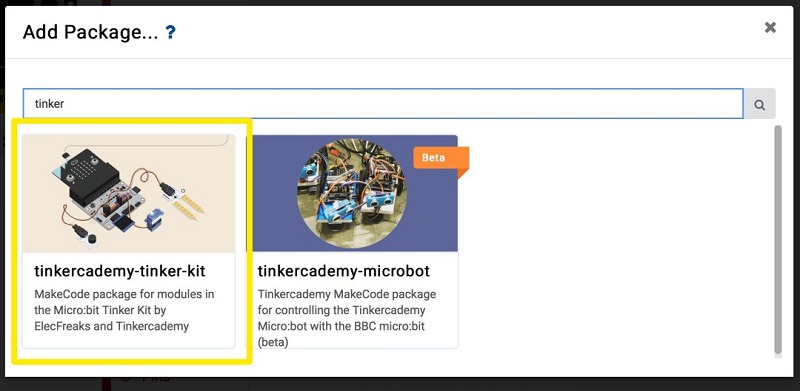 Add Package... ?
tinker
Beta
tinkercademy-tinker-kit
MakeCode package for modules in
the Micro:bit Tinker Kit by
ElecFreaks and Tinkercademy
tinkercademy-microbot
Tinkercademy MakeCode package
for controlling the Tinkercademy
Micro:bot with the BBC micro:bit
(beta)